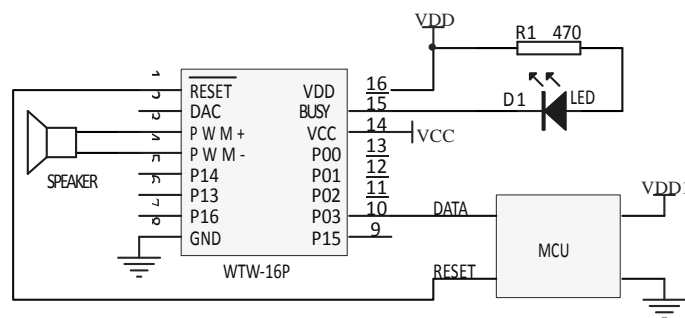 VDD
R1 470
D1
LED
RESET
DAC
PWM+
PWM-
P14
P13
P16
GND
VDD
BUSY
VCC
P00
P01
P02
P03
P15
16
15
14
13
12
11
10
9
VCC
SPEAKER
WTW-16P
DATA
RESET
MCU
VDD1